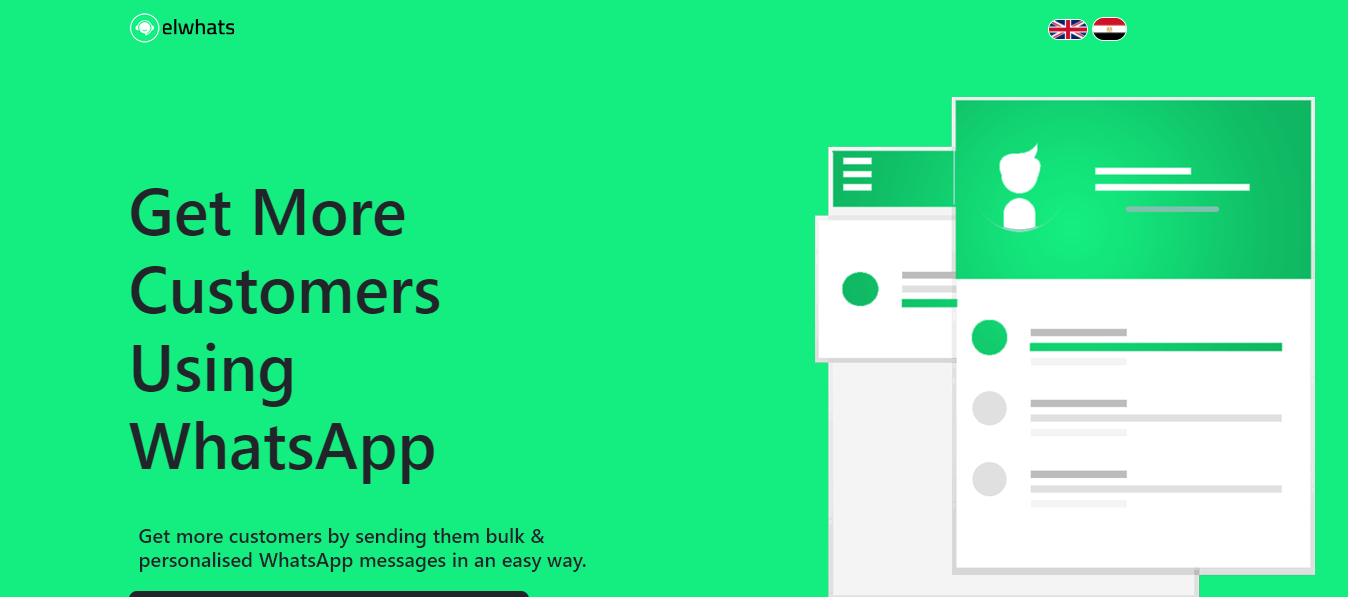 elwhats
Get More
Customers
Using
WhatsApp
Get more customers by sending them bulk &
personalised WhatsApp messages in an easy way.